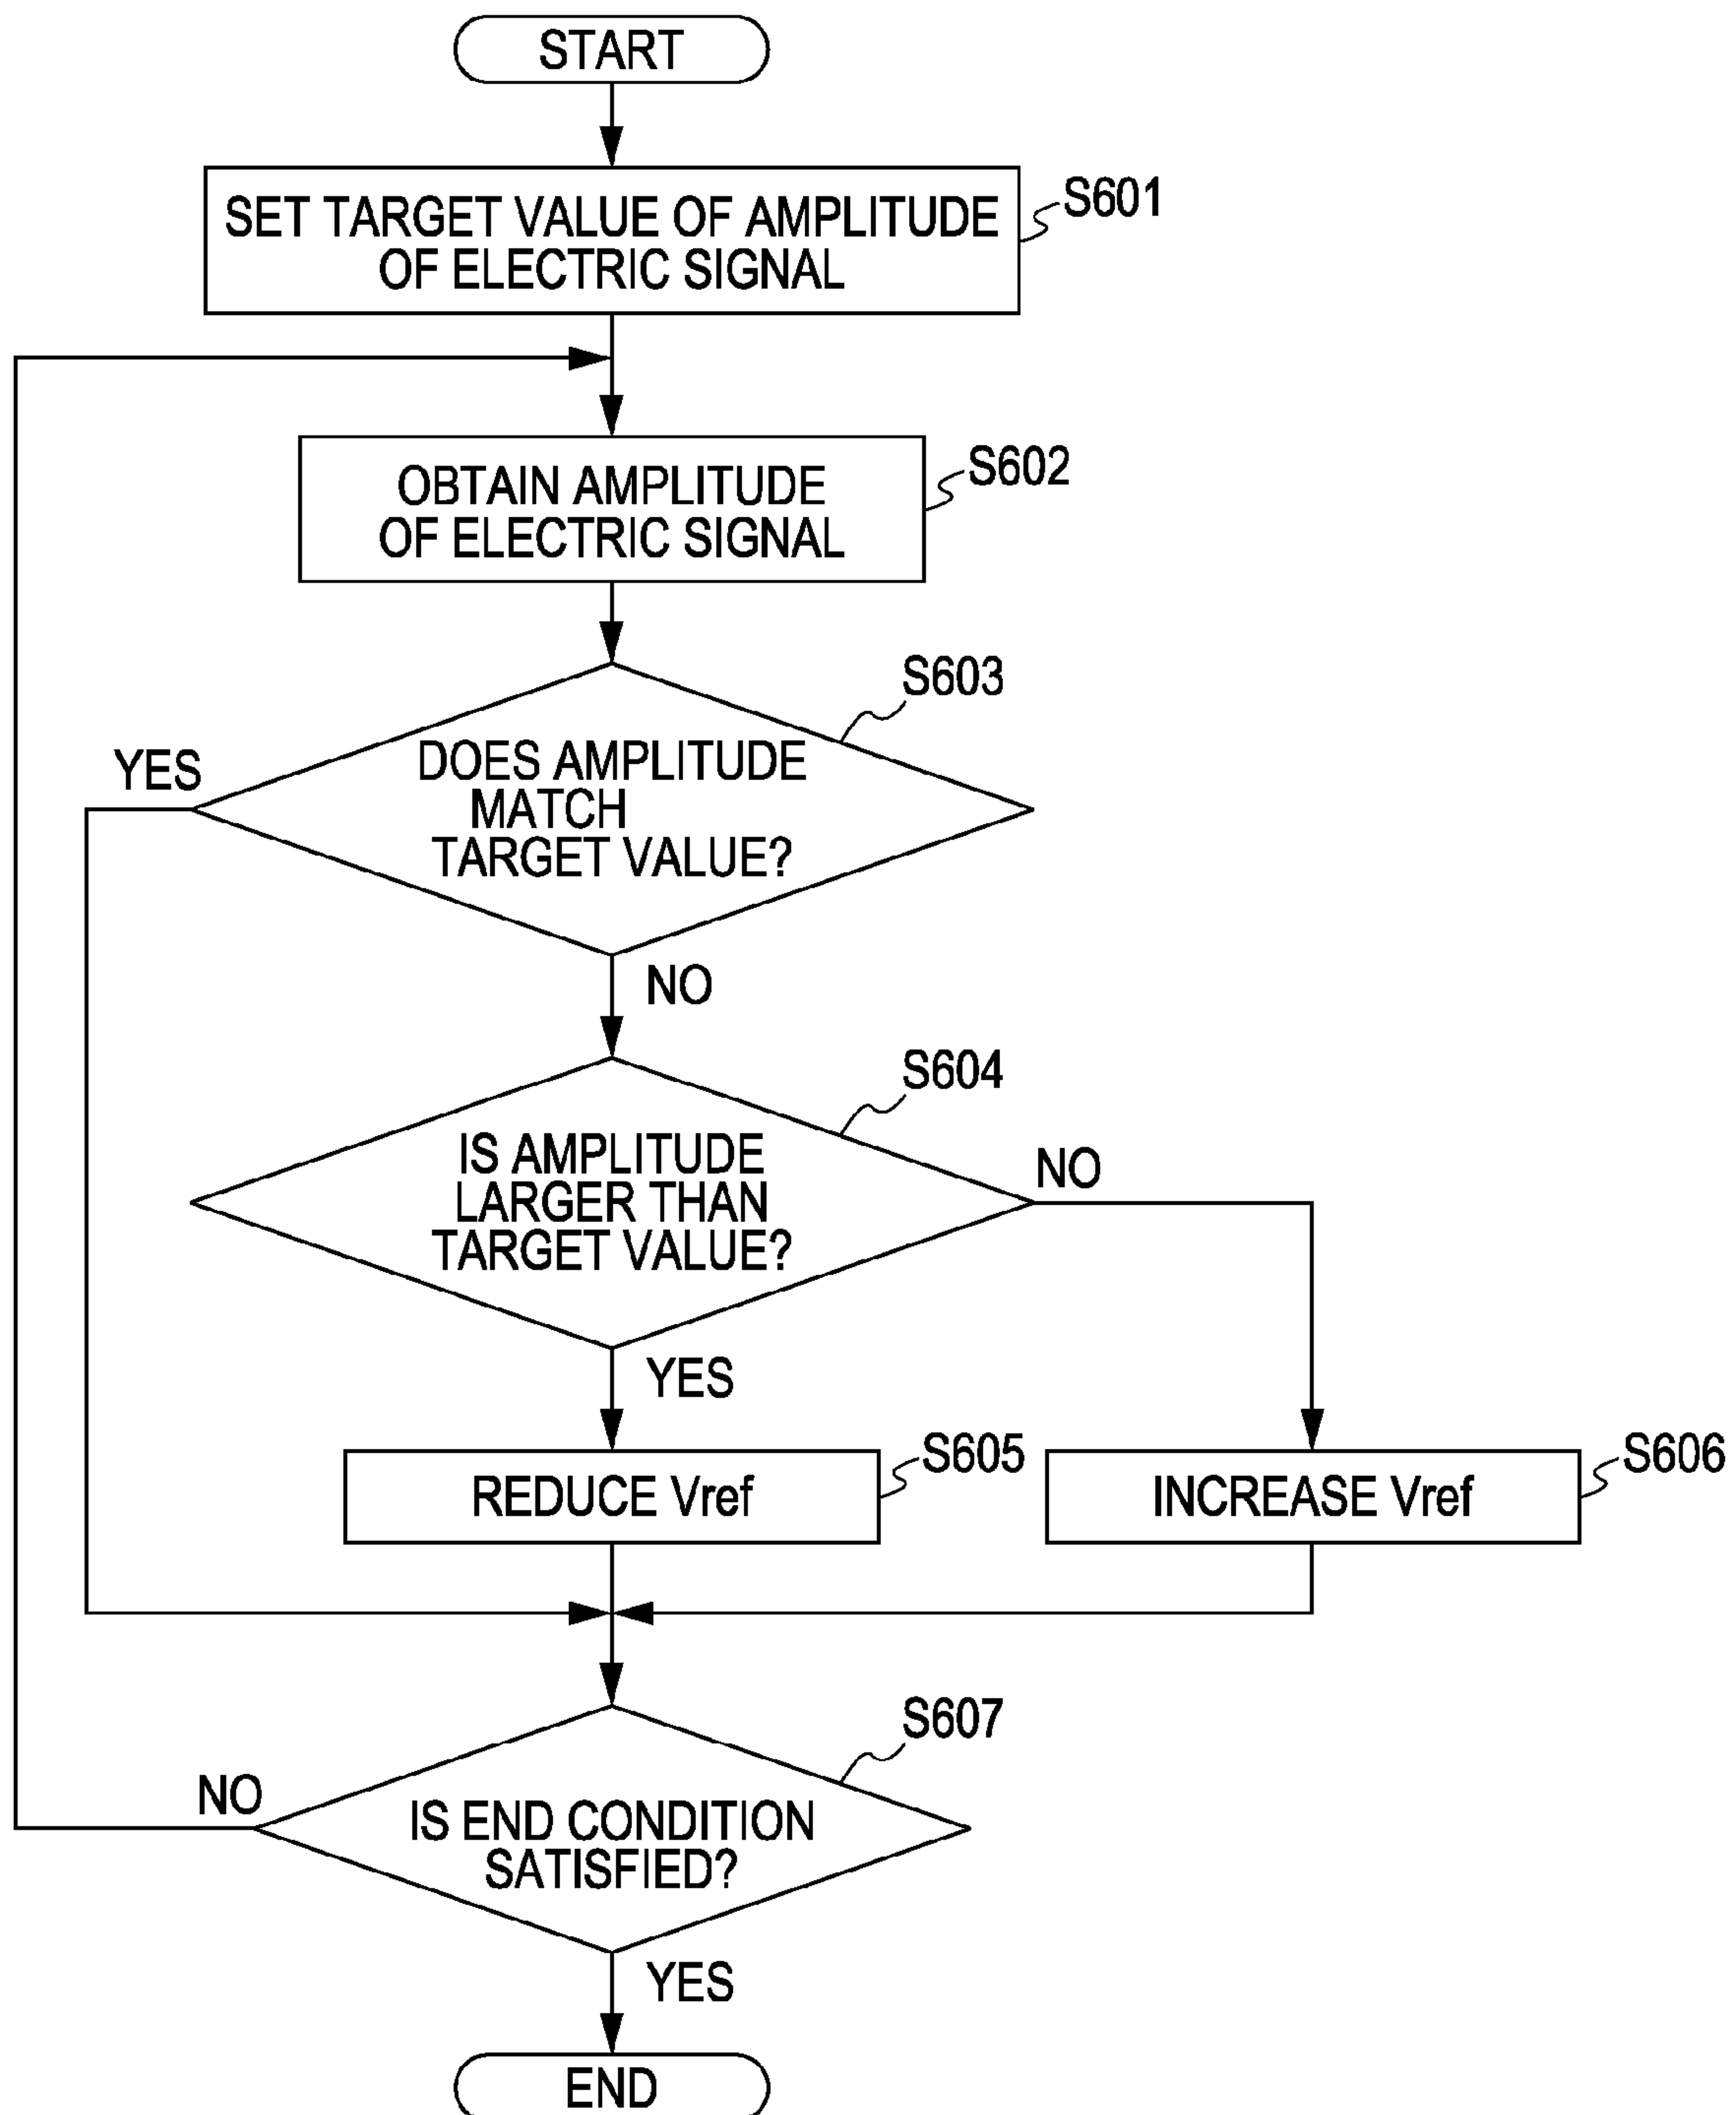 START
SET TARGET VALUE OF AMPLITUDE
OF ELECTRIC SIGNAL
S601
OBTAIN AMPLITUDE
OF ELECTRIC SIGNAL
S602
S603
YES
DOES AMPLITUDE
MATCH
TARGET VALUE?
NO
S604
IS AMPLITUDE
LARGER THAN
TARGET VALUE?
NO
YES
REDUCE Vref
S605
INCREASE Vref
S606
S607
NO
IS END CONDITION
SATISFIED?
YES
END